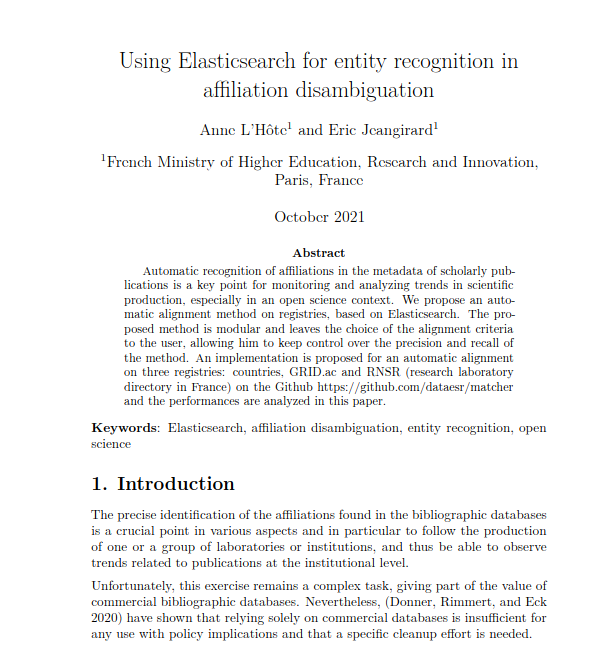 Using Elasticsearch for entity recognition in
affiliation disambiguation
Anne L'Hôte¹ and Eric Jeangirard¹
¹French Ministry of Higher Education, Research and Innovation,
Paris, France
October 2021
Abstract
Automatic recognition of affiliations in the metadata of scholarly pub-
lications is a key point for monitoring and analyzing trends in scientific
production, especially in an open science context. We propose an auto-
matic alignment method on registries, based on Elasticsearch. The pro-
posed method is modular and leaves the choice of the alignment criteria
to the user, allowing him to keep control over the precision and recall of
the method. An implementation is proposed for an automatic alignment
on three registries: countries, GRID.ac and RNSR (research laboratory
directory in France) on the Github https://github.com/dataesr/matcher
and the performances are analyzed in this paper.
Keywords: Elasticsearch, affiliation disambiguation, entity recognition, open
science
1. Introduction
The precise identification of the affiliations found in the bibliographic databases
is a crucial point in various aspects and in particular to follow the production
of one or a group of laboratories or institutions, and thus be able to observe
trends related to publications at the institutional level.
Unfortunately, this exercise remains a complex task, giving part of the value of
commercial bibliographic databases. Nevertheless, (Donner, Rimmert, and Eck
2020) have shown that relying solely on commercial databases is insufficient for
any use with policy implications and that a specific cleanup effort is needed.